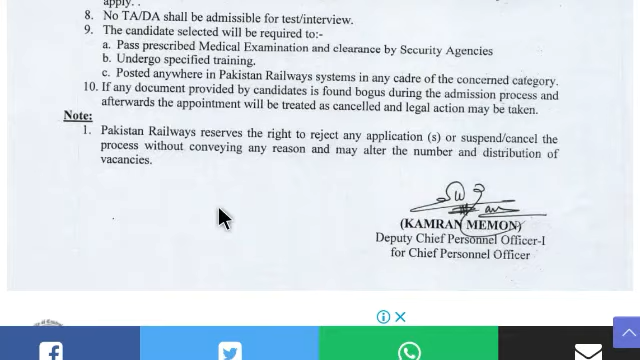 apply. .
8. No TA/DA shall be admissible for test/interview.
9. The candidate selected will be required to:-
a. Pass prescribed Medical Examination and clearance by Security Agencies
b. Undergo specified training.
c. Posted anywhere in Pakistan Railways systems in any cadre of the concerned category.
10. If any document provided by candidates is found bogus during the admission process and
afterwards the appointment will be treated as cancelled and legal action may be taken.
Note:
1. Pakistan Railways reserves the right to reject any application (s) or suspend/cancel the
process without conveying any reason and may alter the number and distribution of
vacancies.
(KAMRAN MEMON)
Deputy Chief Personnel Officer-I
for Chief Personnel Officer